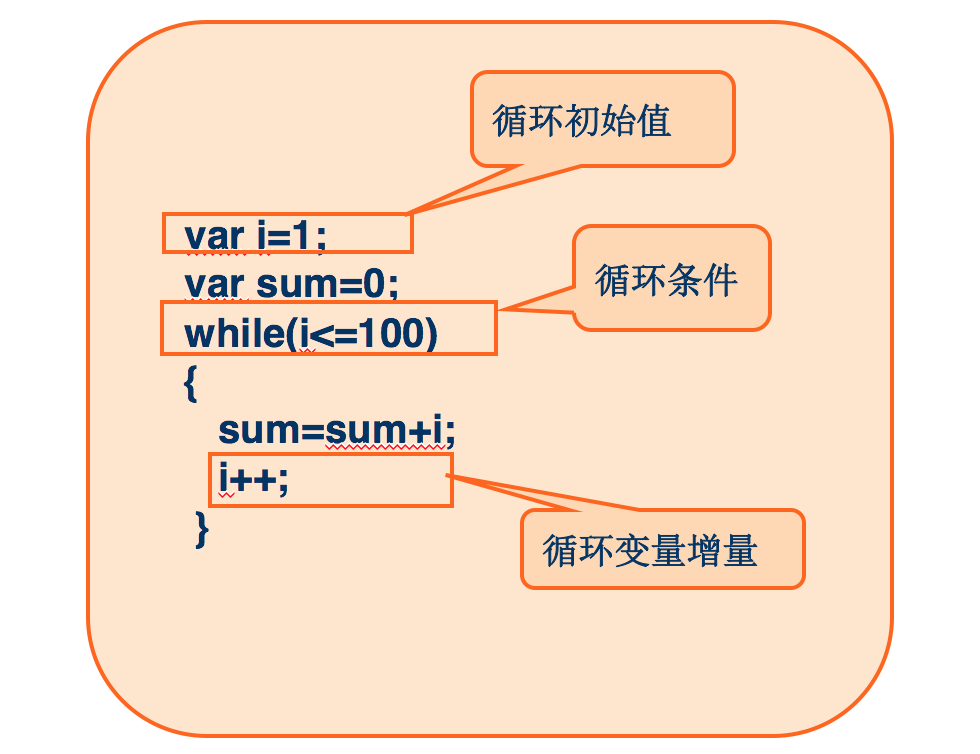 循环初始值
var i=1;
循环条件
var sum=0;
while(i<=100)
{
sum=sum+i;
i++;
}
循环变量增量